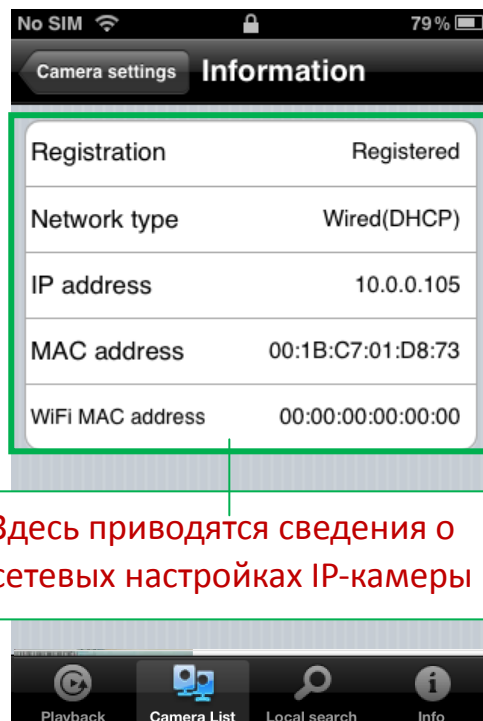 No SIM 79%
Camera settings Information
Registration Registered
Network type Wired(DHCP)
IP address 10.0.0.105
MAC address 00:1B:C7:01:D8:73
WiFi MAC address 00:00:00:00:00:00
Здесь приводятся сведения о
сетевых настройках IP-камеры
Playback Camera List Local search Info